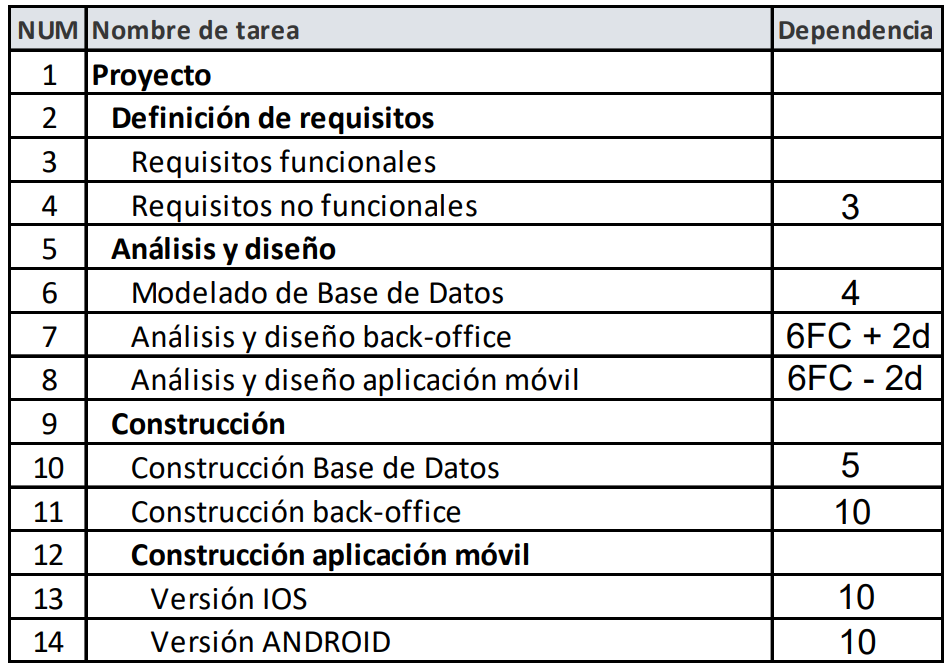 NUM Nombre de tarea Dependencia
1 Proyecto
2 Definición de requisitos
3 Requisitos funcionales
4 Requisitos no funcionales 3
5 Análisis y diseño
6 Modelado de Base de Datos 4
7 Análisis y diseño back-office 6FC + 2d
8 Análisis y diseño aplicación móvil 6FC - 2d
9 Construcción
10 Construcción Base de Datos 5
11 Construcción back-office 10
12 Construcción aplicación móvil
13 Versión IOS 10
14 Versión ANDROID 10